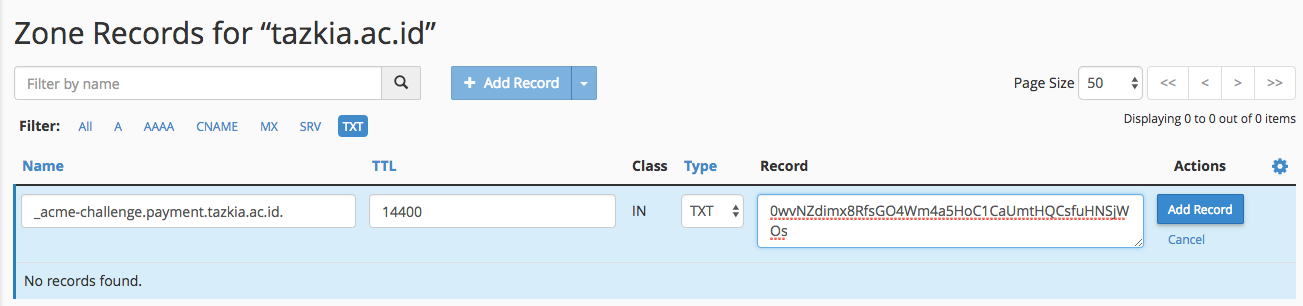 Zone Records for “tazkia.ac.id”
Filter by name
+ Add Record
Page Size 50 << < > >>
Filter: All A AAAA CNAME MX SRV TXT
Displaying 0 to 0 out of 0 items
Name TTL Class Type Record Actions
_acme-challenge.payment.tazkia.ac.id. 14400 IN TXT 0wvNZdimx8RfsGO4Wm4a5HoC1CaUmtHQCsfuHNSjW Add Record
Os Cancel
No records found.